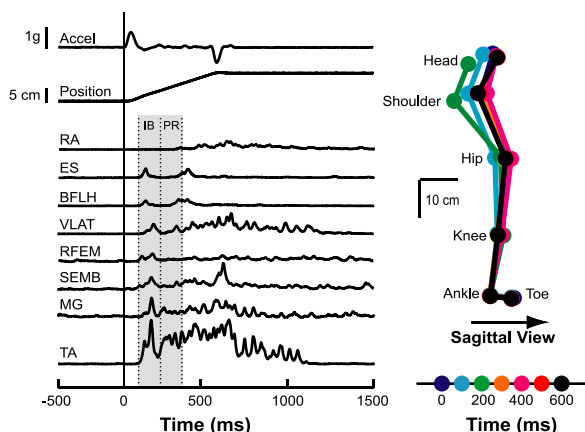 1g
Accel
5 cm
Position
IB PR
RA
ES
BFLH
VLAT
RFEM
SEMB
MG
TA
-500 0 500 1000 1500
Time (ms)
Head
Shoulder
Hip
10 cm
Knee
Ankle Toe
Sagittal View
0 200 400 600
Time (ms)